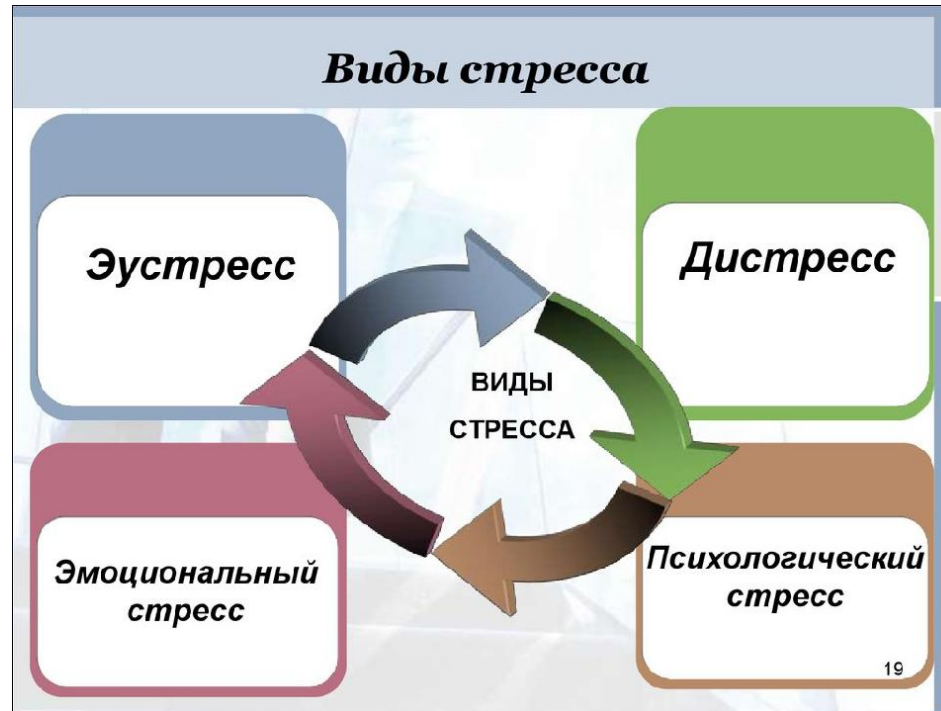 Виды стресса
Эустресс
Дистресс
ВИДЫ
СТРЕССА
Эмоциональный
стресс
Психологический
стресс
19